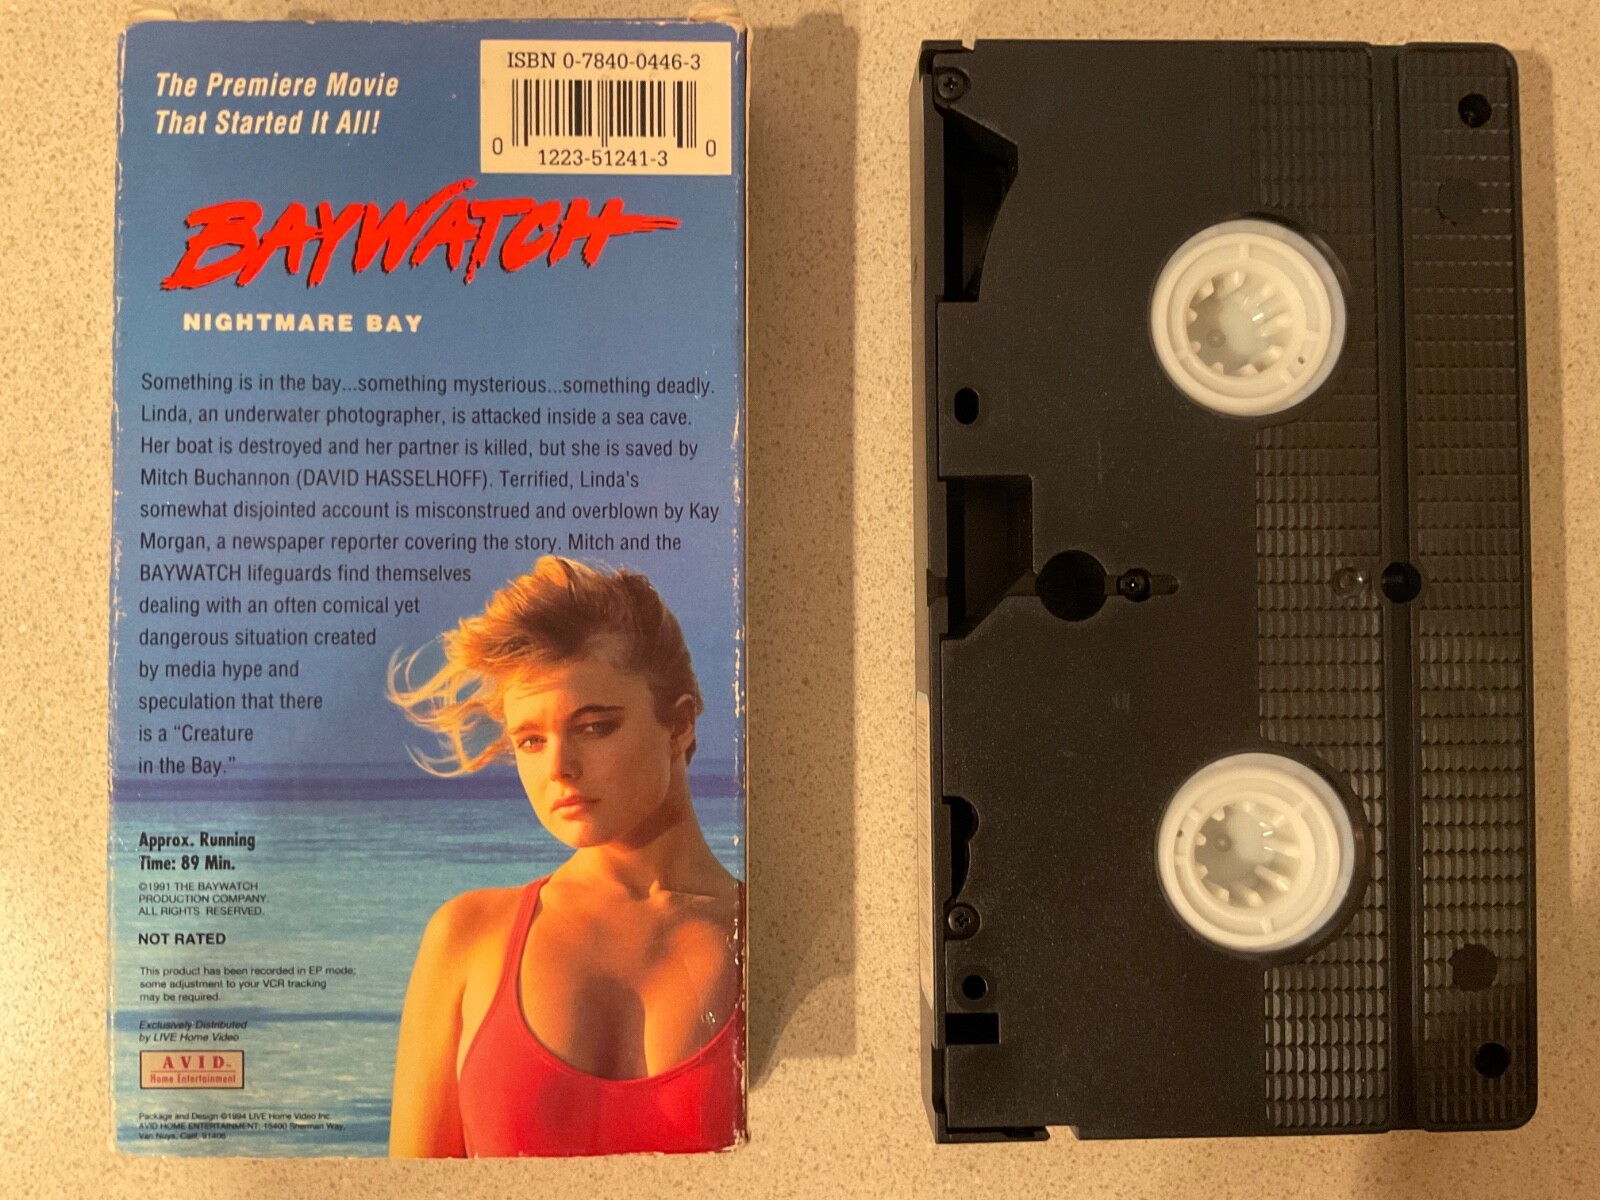 The Premiere Movie
That Started It All!
ISBN 0-7840-0446-3
0 1223-51241-3 0
BAYWATCH
NIGHTMARE BAY
Something is in the bay...something mysterious...something deadly.
Linda, an underwater photographer, is attacked inside a sea cave.
Her boat is destroyed and her partner is killed, but she is saved by
Mitch Buchannon (DAVID HASSELHOFF). Terrified, Linda's
somewhat disjointed account is misconstrued and overblown by Kay
Morgan, a newspaper reporter covering the story. Mitch and the
BAYWATCH lifeguards find themselves
dealing with an often comical yet
dangerous situation created
by media hype and
speculation that there
is a “Creature
in the Bay.”
Approx. Running
Time: 89 Min.
©1991 THE BAYWATCH
PRODUCTION COMPANY.
ALL RIGHTS RESERVED.
NOT RATED
This product has been recorded in EP mode;
some adjustment to your VCR tracking
may be required.
Exclusively Distributed
by LIVE Home Video
AVID™
Home Entertainment
Package and Design ©1994 LIVE Home Video Inc.
AVID HOME ENTERTAINMENT: 15400 Sherman Way,
Van Nuys, Calif. 91406